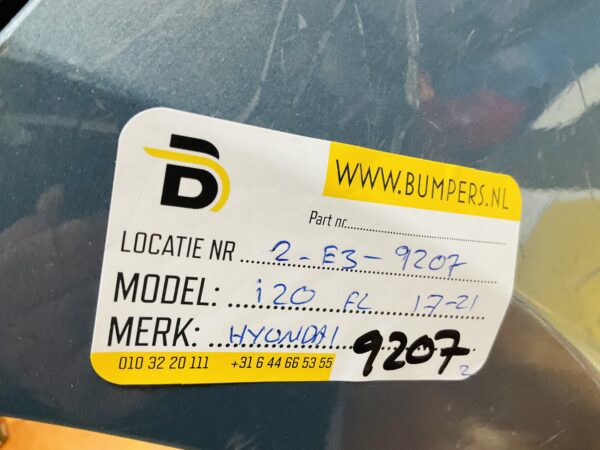 B
WWW.BUMPERS.NL
Part nr.
LOCATIE NR 2-E3-9207
MODEL: i20 FL 17-21
MERK: HYUNDAI 9207 2
010 32 20 111 +31 6 44 66 53 55